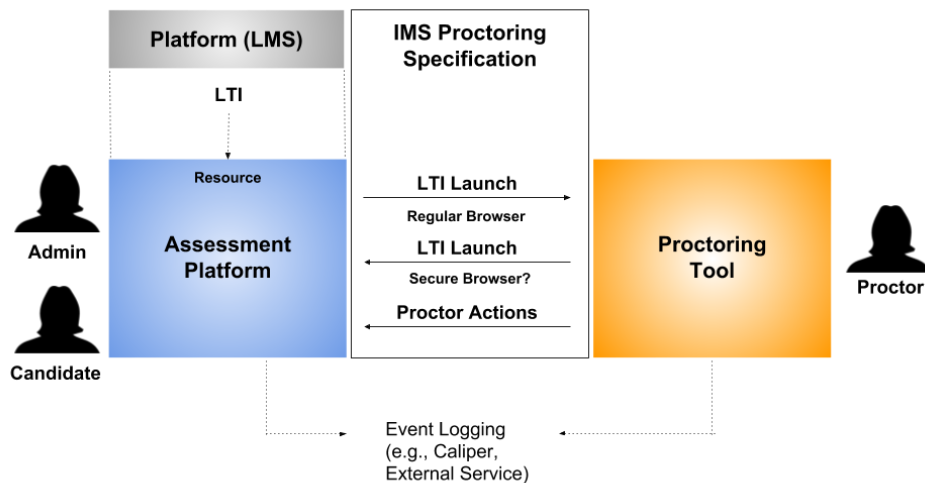 Platform (LMS)
IMS Proctoring
Specification
LTI
Resource
LTI Launch
Regular Browser
Admin
Assessment
Platform
LTI Launch
Secure Browser?
Proctoring
Tool
Proctor
Proctor Actions
Candidate
Event Logging
(e.g., Caliper,
External Service)